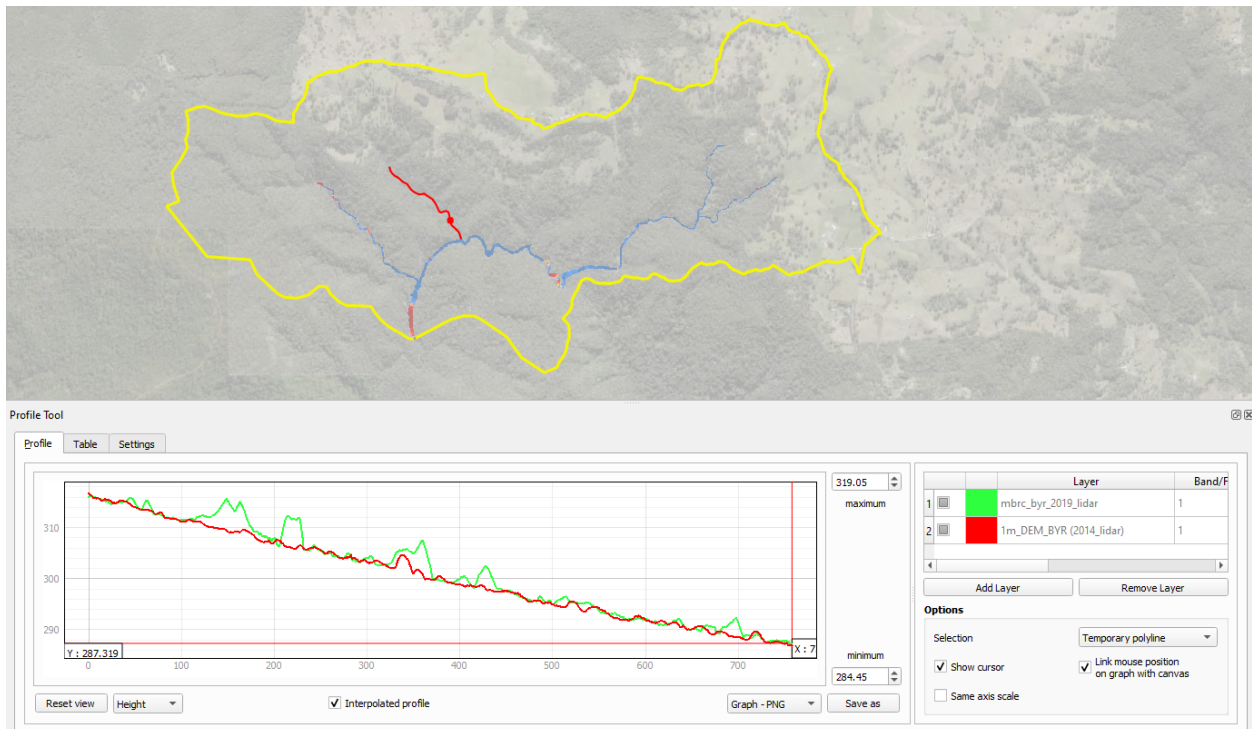 Profile Tool
Profile Table Settings
319.05
maximum
310
300
290
Y : 287.319
X : 7
0 100 200 300 400 500 600 700
minimum
284.45
Reset view Height Interpolated profile Graph - PNG Save as
Layer Band/F
1 mbrc_byr_2019_lidar 1
2 1m_DEM_BYR (2014_lidar) 1
Add Layer Remove Layer
Options
Selection Temporary polyline
Show cursor Link mouse position
on graph with canvas
Same axis scale